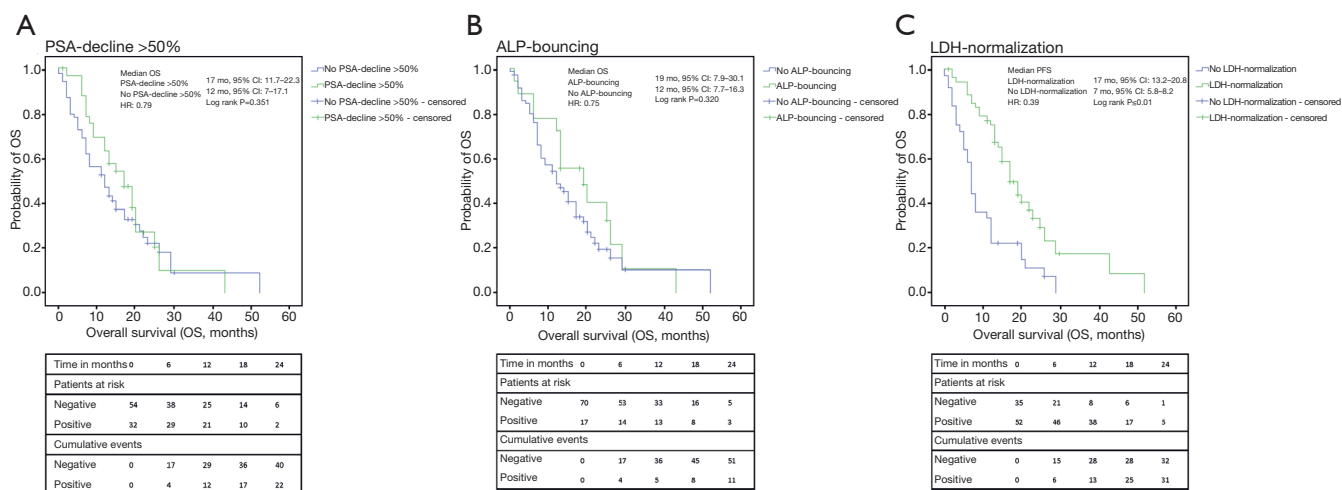 A
PSA-decline >50%
Median OS
PSA-decline >50%
No PSA-decline >50%
HR: 0.79
17 mo, 95% CI: 11.7–22.3
12 mo, 95% CI: 7–17.1
Log rank P=0.351
No PSA-decline >50%
PSA-decline >50%
No PSA-decline >50% - censored
PSA-decline >50% - censored
Probability of OS
1.0
0.8
0.6
0.4
0.2
0.0
0 10 20 30 40 50 60
Overall survival (OS, months)
Time in months 0 6 12 18 24
Patients at risk
Negative 54 38 25 14 6
Positive 32 29 21 10 2
Cumulative events
Negative 0 17 29 36 40
Positive 0 4 12 17 22
B
ALP-bouncing
Median OS
ALP-bouncing
No ALP-bouncing
HR: 0.75
19 mo, 95% CI: 7.9–30.1
12 mo, 95% CI: 7.7–16.3
Log rank P=0.320
No ALP-bouncing
ALP-bouncing
No ALP-bouncing - censored
ALP-bouncing - censored
Probability of OS
1.0
0.8
0.6
0.4
0.2
0.0
0 10 20 30 40 50 60
Overall survival (OS, months)
Time in months 0 6 12 18 24
Patients at risk
Negative 70 53 33 16 5
Positive 17 14 13 8 3
Cumulative events
Negative 0 17 36 45 51
Positive 0 4 5 8 11
C
LDH-normalization
Median PFS
LDH-normalization
No LDH-normalization
HR: 0.39
17 mo, 95% CI: 13.2–20.8
7 mo, 95% CI: 5.8–8.2
Log rank P≤0.01
No LDH-normalization
LDH-normalization
No LDH-normalization - censored
LDH-normalization - censored
Probability of OS
1.0
0.8
0.6
0.4
0.2
0.0
0 10 20 30 40 50 60
Overall survival (OS, months)
Time in months 0 6 12 18 24
Patients at risk
Negative 35 21 8 6 1
Positive 52 46 38 17 5
Cumulative events
Negative 0 15 28 28 32
Positive 0 6 13 25 31